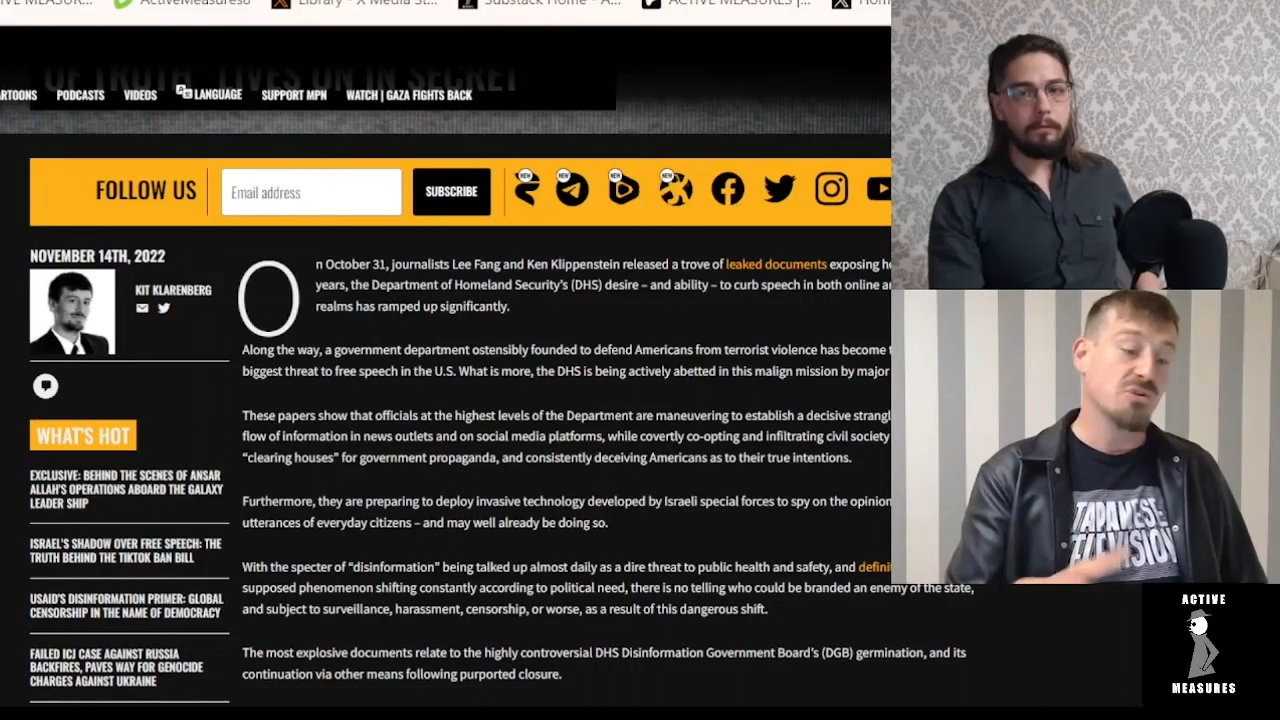 ActiveMeasureso
Library - X Media St...
Substack Home - A...
ACTIVE MEASURES |...
OF TRUTH" LIVES ON IN SECRET
PODCASTS VIDEOS LANGUAGE SUPPORT MPN WATCH | GAZA FIGHTS BACK
FOLLOW US
Email address
SUBSCRIBE
NEW NEW NEW NEW
NOVEMBER 14TH, 2022
KIT KLARENBERG
On October 31, journalists Lee Fang and Ken Klippenstein released a trove of leaked documents exposing
years, the Department of Homeland Security's (DHS) desire – and ability – to curb speech in both online
realms has ramped up significantly.
Along the way, a government department ostensibly founded to defend Americans from terrorist violence has become
biggest threat to free speech in the U.S. What is more, the DHS is being actively abetted in this malign mission by major
These papers show that officials at the highest levels of the Department are maneuvering to establish a decisive
flow of information in news outlets and on social media platforms, while covertly co-opting and infiltrating civil society
“clearing houses” for government propaganda, and consistently deceiving Americans as to their true intentions.
Furthermore, they are preparing to deploy invasive technology developed by Israeli special forces to spy on the
utterances of everyday citizens – and may well already be doing so.
With the specter of “disinformation” being talked up almost daily as a dire threat to public health and safety, and
supposed phenomenon shifting constantly according to political need, there is no telling who could be branded an enemy of the state,
and subject to surveillance, harassment, censorship, or worse, as a result of this dangerous shift.
The most explosive documents relate to the highly controversial DHS Disinformation Government Board's (DGB) germination, and its
continuation via other means following purported closure.
WHAT'S HOT
EXCLUSIVE: BEHIND THE SCENES OF ANSAR
ALLAH'S OPERATIONS ABOARD THE GALAXY
LEADER SHIP
ISRAEL'S SHADOW OVER FREE SPEECH: THE
TRUTH BEHIND THE TIKTOK BAN BILL
USAID'S DISINFORMATION PRIMER: GLOBAL
CENSORSHIP IN THE NAME OF DEMOCRACY
FAILED ICJ CASE AGAINST RUSSIA
BACKFIRES, PAVES WAY FOR GENOCIDE
CHARGES AGAINST UKRAINE
JAPANESE
TELEVISION
ACTIVE
MEASURES